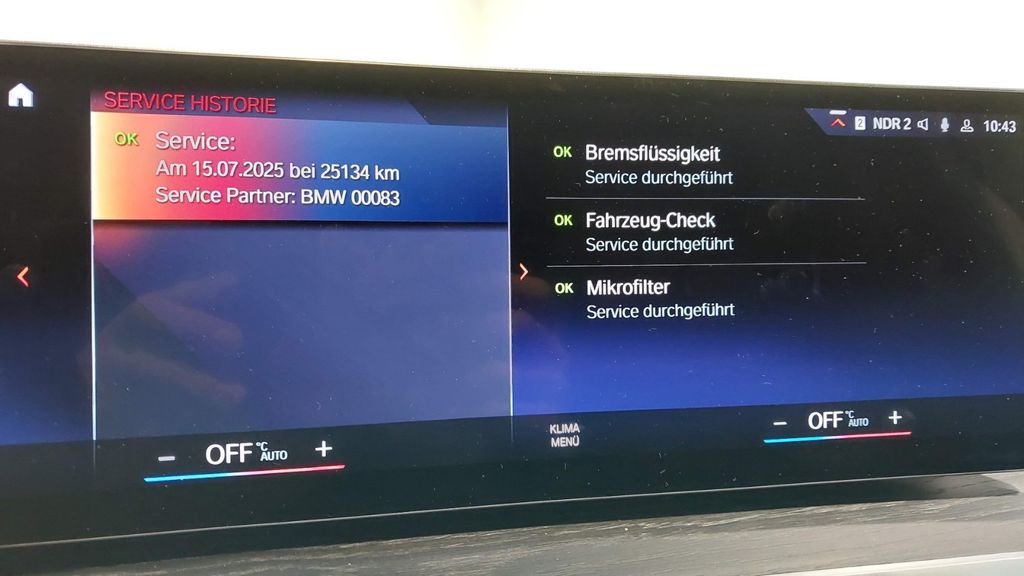 SERVICE HISTORIE
OK Service:
Am 15.07.2025 bei 25134 km
Service Partner: BMW 00083
2 NDR 2 10:43
OK Bremsflüssigkeit
Service durchgeführt
OK Fahrzeug-Check
Service durchgeführt
OK Mikrofilter
Service durchgeführt
− OFF °C AUTO +
KLIMA
MENÜ
− OFF °C AUTO +